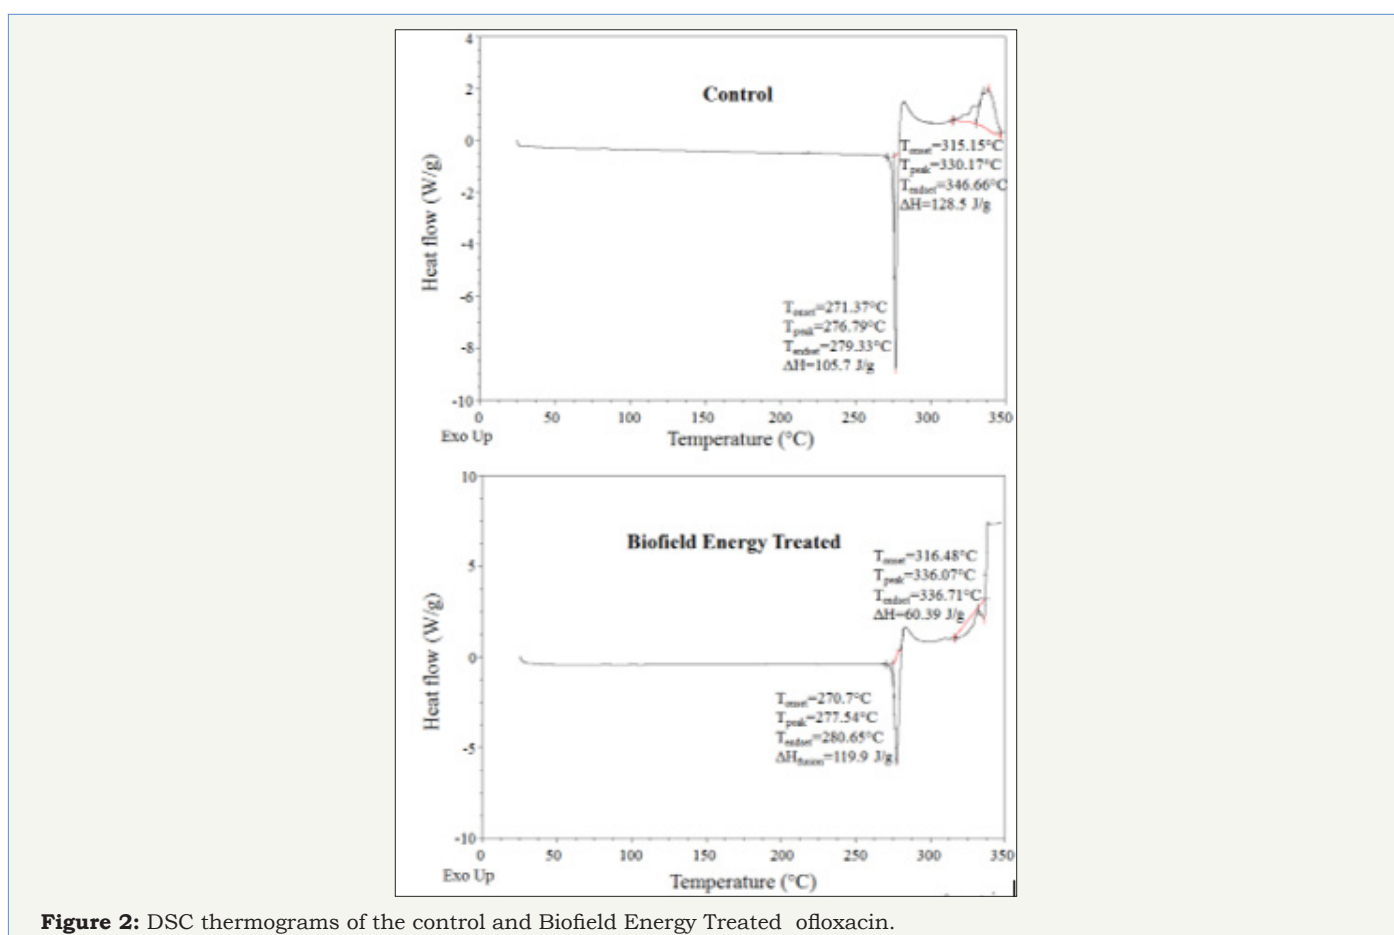 4
Control
2
0
T_onset=315.15°C
T_peak=330.17°C
T_endset=346.66°C
ΔH=128.5 J/g
-2
-4
-6
-8
-10
Heat flow (W/g)
T_onset=271.37°C
T_peak=276.79°C
T_endset=279.33°C
ΔH=105.7 J/g
0 50 100 150 200 250 300 350
Exo Up
Temperature (°C)
10
Biofield Energy Treated
T_onset=316.48°C
T_peak=336.07°C
T_endset=336.71°C
ΔH=60.39 J/g
5
0
-5
-10
Heat flow (W/g)
T_onset=270.7°C
T_peak=277.54°C
T_endset=280.65°C
ΔH_fusion=119.9 J/g
0 50 100 150 200 250 300 350
Exo Up
Temperature (°C)
Figure 2: DSC thermograms of the control and Biofield Energy Treated ofloxacin.